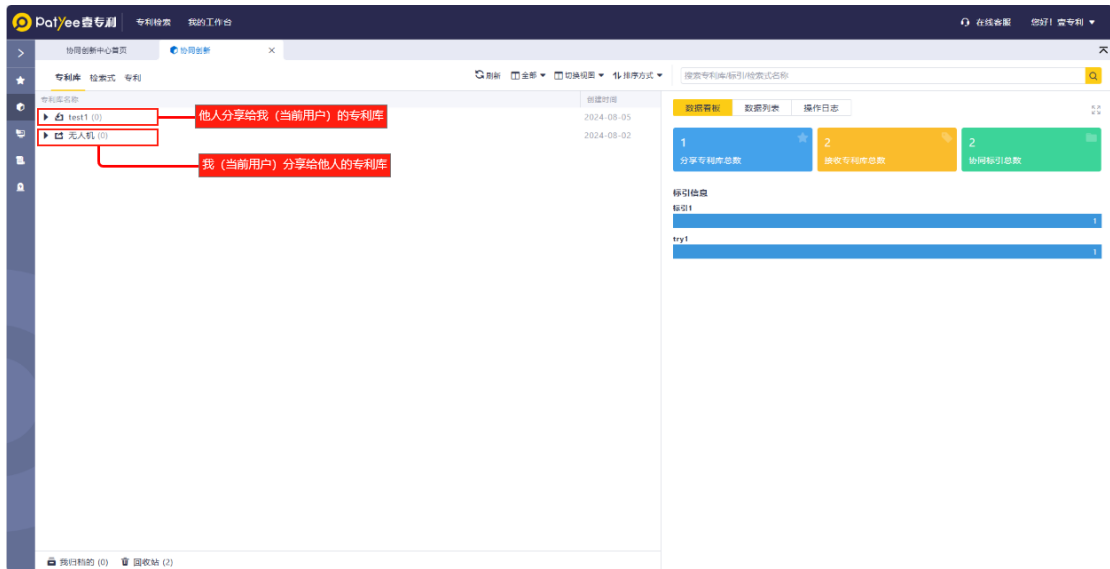 Patyee壹专利 专利检索 我的工作台 在线客服 您好！壹专利
协同创新中心首页 协同创新
专利库 检索式 专利 刷新 全部 切换视图 排序方式 搜索专利库/标引/检索式名称
专利库名称 创建时间
test1 (0) 2024-08-05
他人分享给我（当前用户）的专利库
无人机 (0) 2024-08-02
我（当前用户）分享给他人的专利库
数据看板 数据列表 操作日志
1 2 2
分享专利库总数 接收专利库总数 协同标引总数
标引信息
标引1
1
try1
1
我归档的 (0) 回收站 (2)